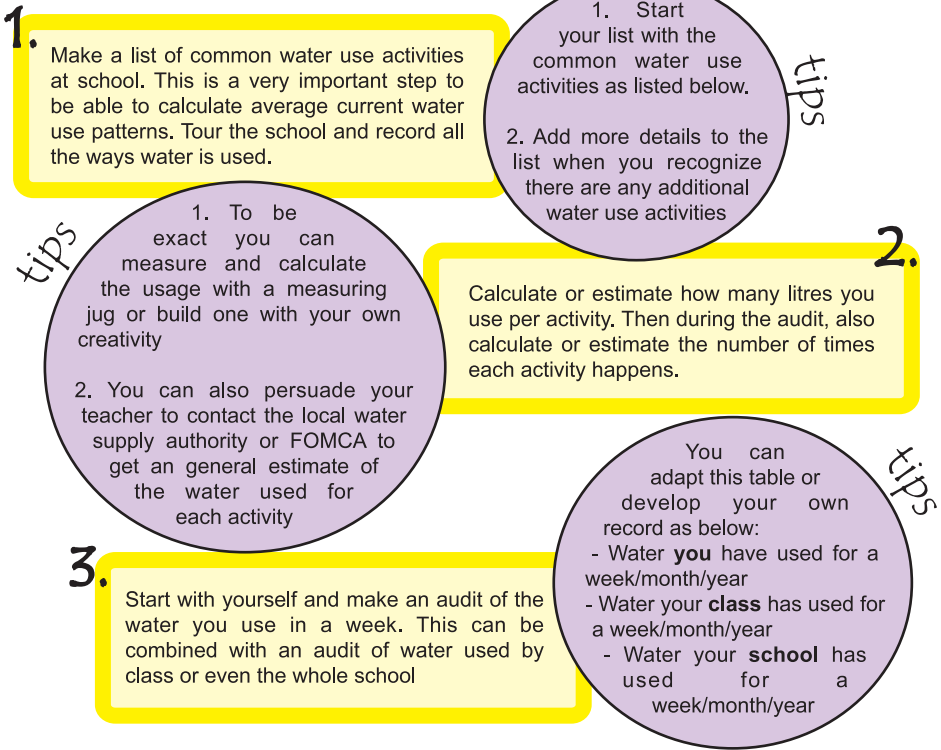 1.
Make a list of common water use activities
at school. This is a very important step to
be able to calculate average current water
use patterns. Tour the school and record all
the ways water is used.
tips
1. Start
your list with the
common water use
activities as listed below.
2. Add more details to the
list when you recognize
there are any additional
water use activities
2.
Calculate or estimate how many litres you
use per activity. Then during the audit, also
calculate or estimate the number of times
each activity happens.
tips
1. To be
exact you can
measure and calculate
the usage with a measuring
jug or build one with your own
creativity
2. You can also persuade your
teacher to contact the local water
supply authority or FOMCA to
get an general estimate of
the water used for
each activity
3.
Start with yourself and make an audit of the
water you use in a week. This can be
combined with an audit of water used by
class or even the whole school
tips
You can
adapt this table or
develop your own
record as below:
- Water you have used for a
week/month/year
- Water your class has used for
a week/month/year
- Water your school has
used for a
week/month/year